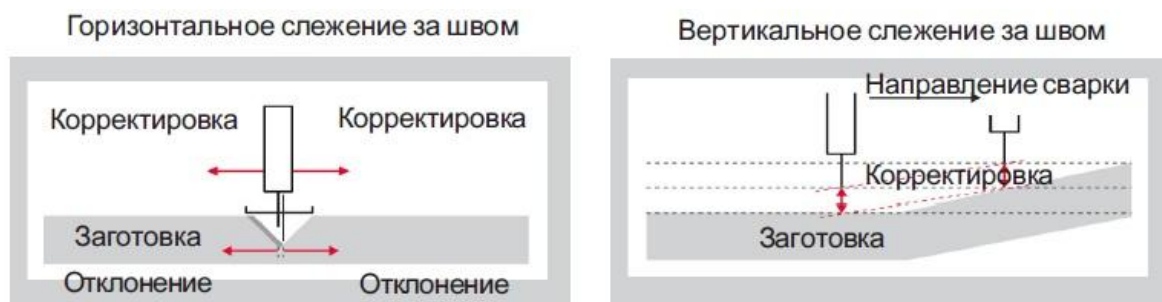 Горизонтальное слежение за швом
Корректировка Корректировка
Заготовка
Отклонение Отклонение
Вертикальное слежение за швом
Направление сварки
Корректировка
Заготовка